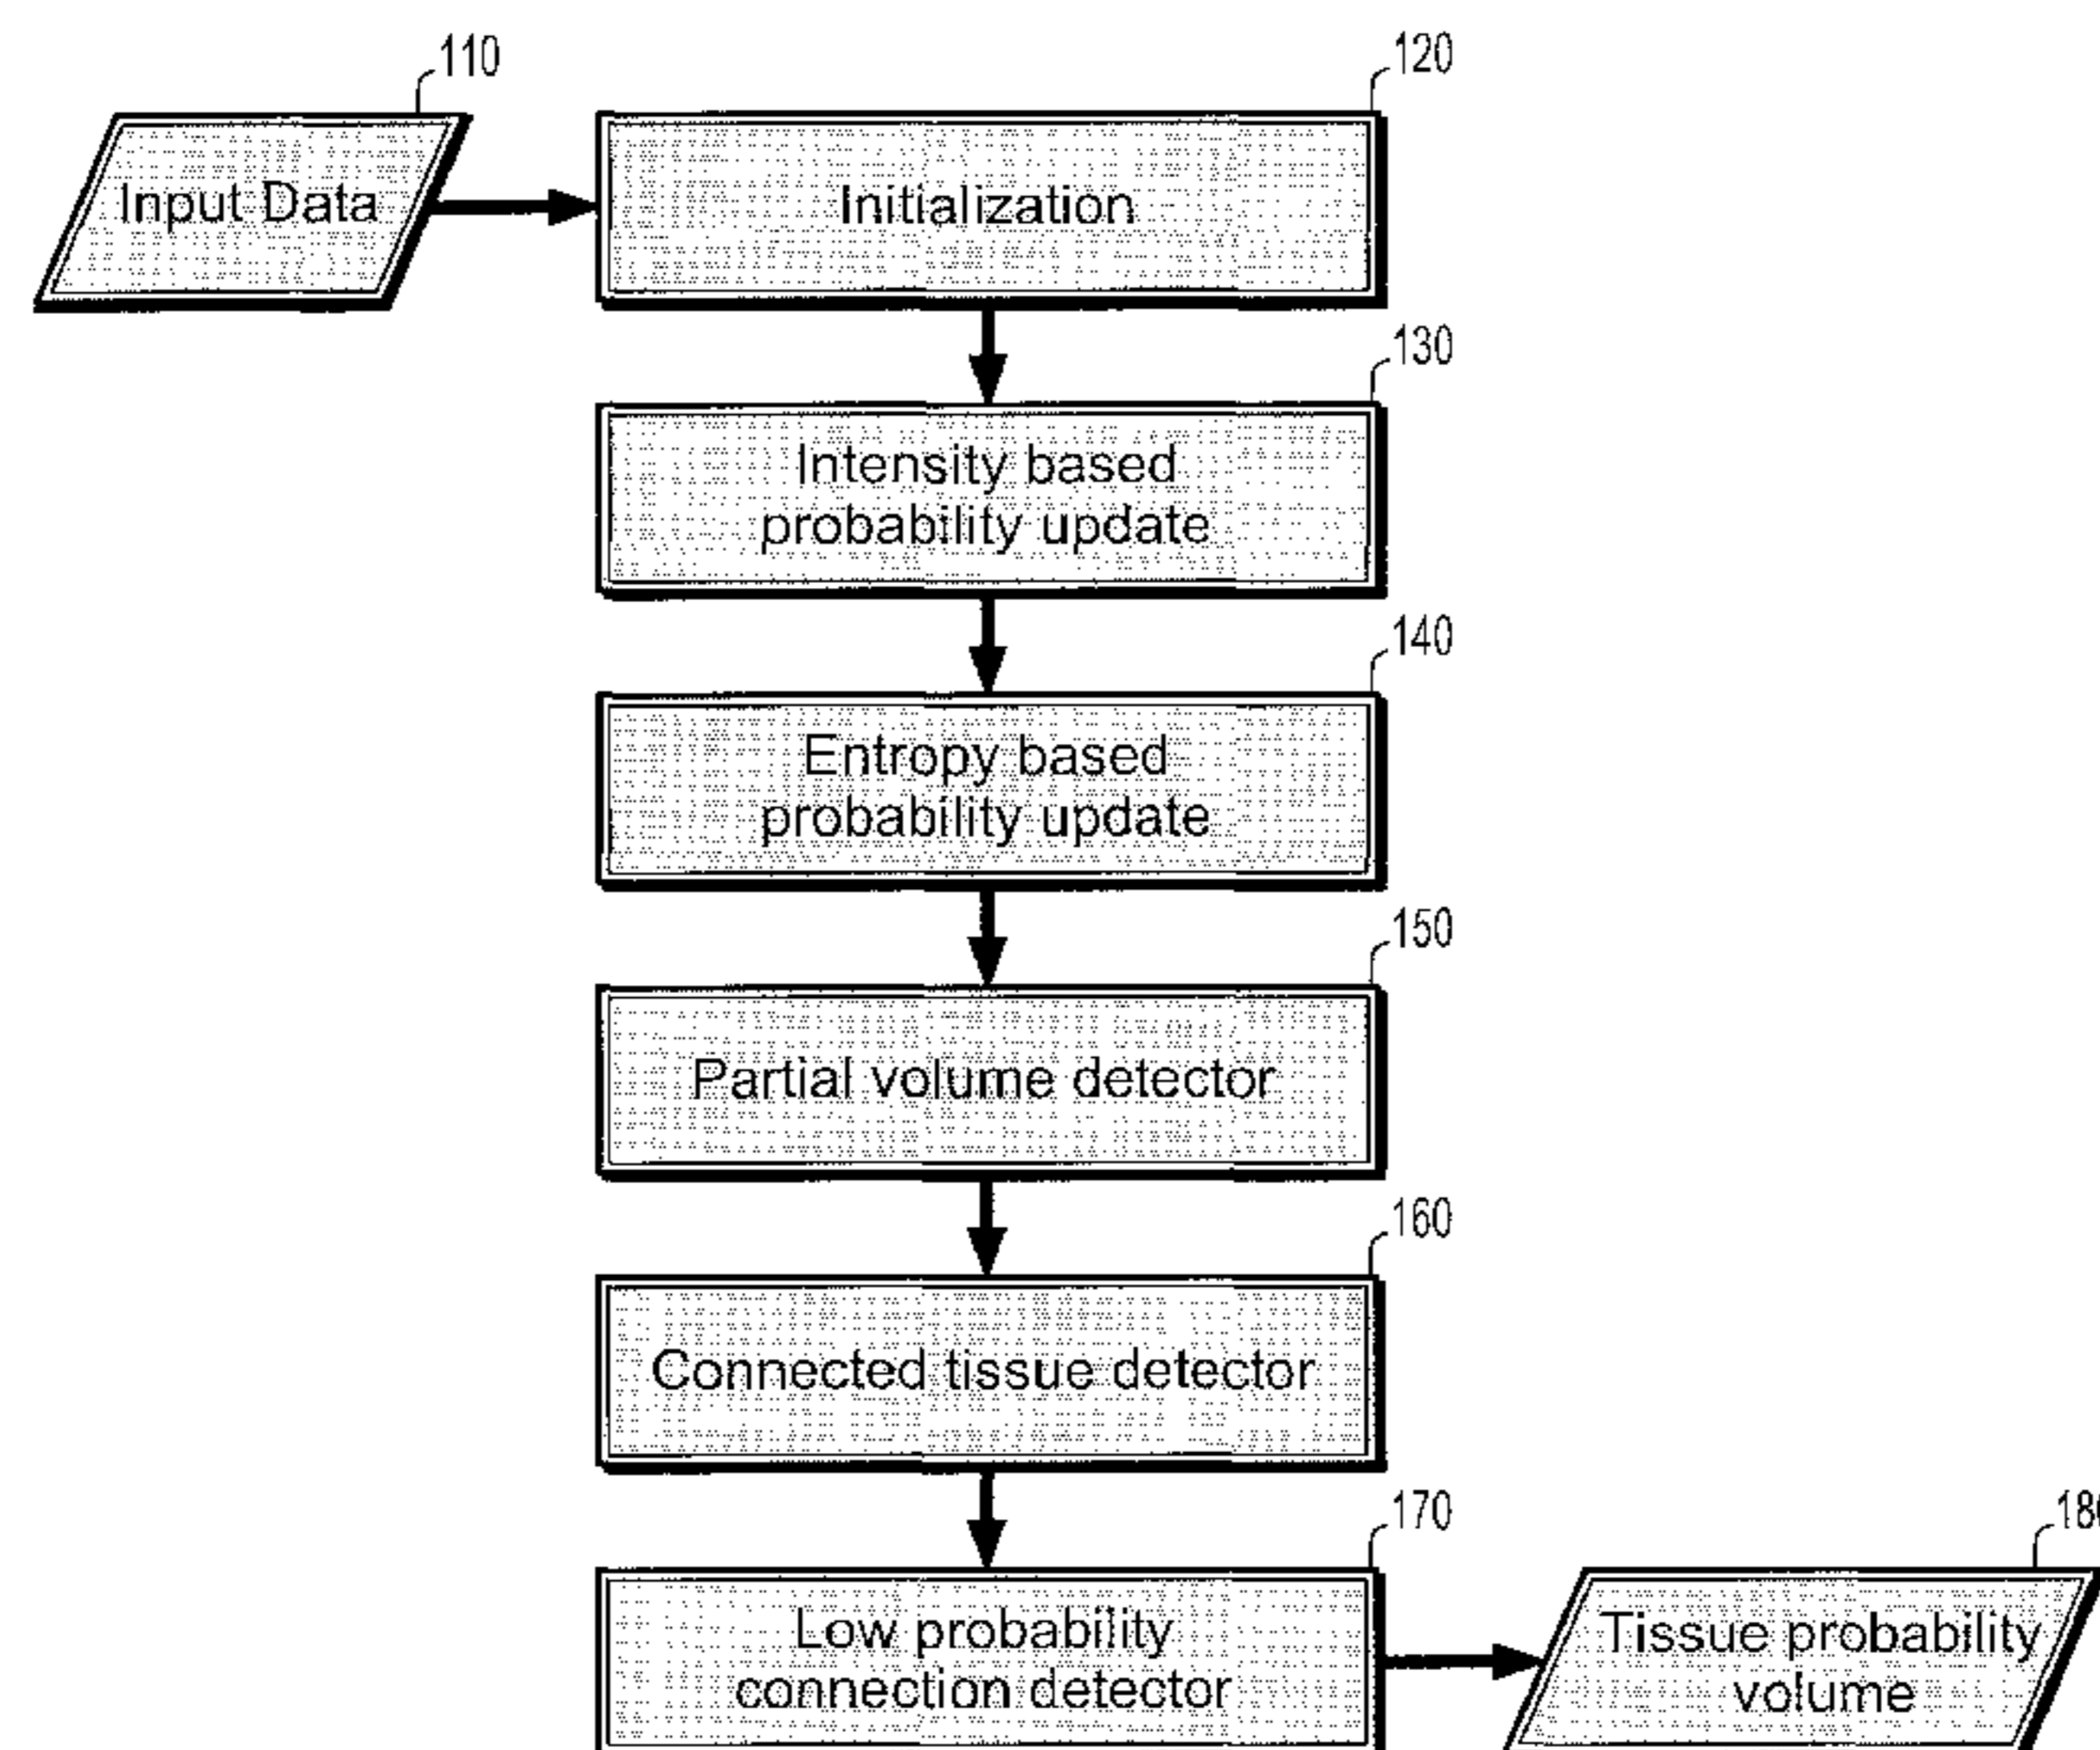 110
120
Input Data
Initialization
130
Intensity based
probability update
140
Entropy based
probability update
150
Partial volume detector
160
Connected tissue detector
170
Low probability
connection detector
Tissue probability
volume